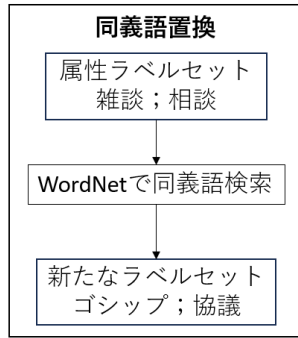 同義語置換
属性ラベルセット
雑談；相談
WordNetで同義語検索
新たなラベルセット
ゴシップ；協議